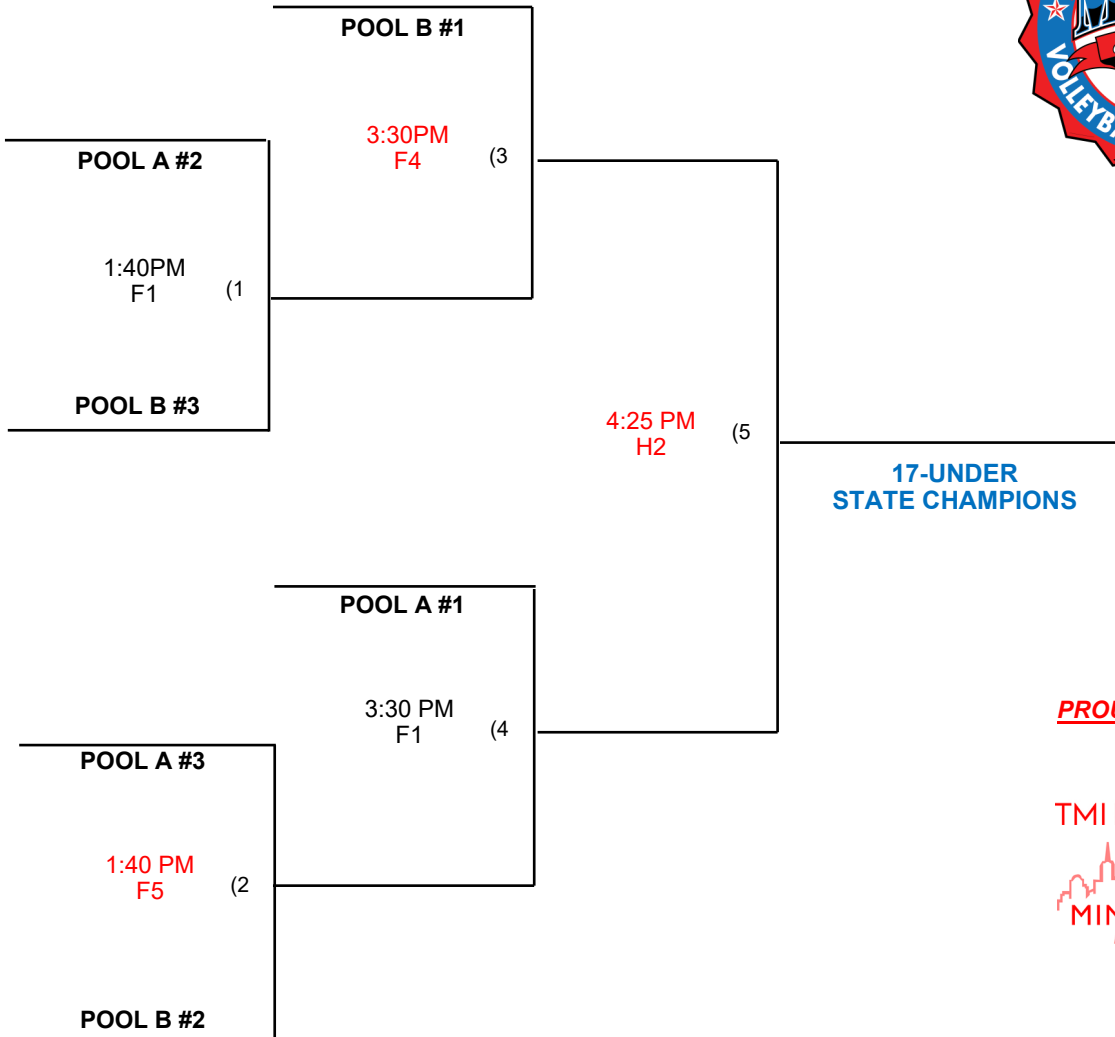 POOL B #1
3:30PM
F4
(3
POOL A #2
1:40PM
F1
(1
POOL B #3
4:25 PM
H2
(5
17-UNDER
STATE CHAMPIONS
POOL A #1
3:30 PM
F1
(4
POOL A #3
1:40 PM
F5
(2
POOL B #2
TMI